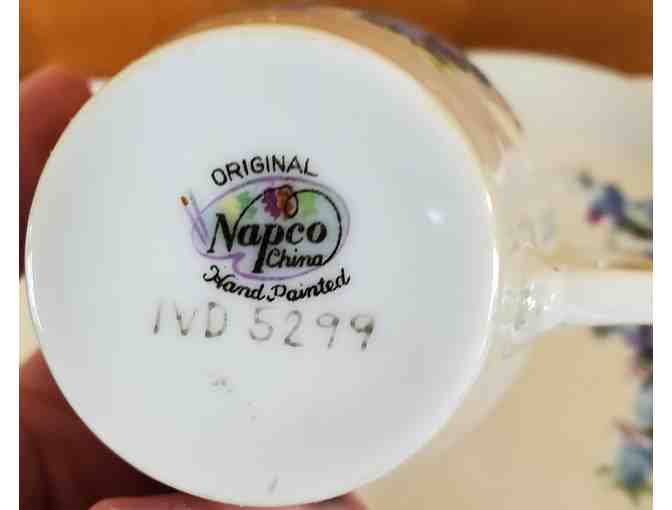 ORIGINAL
Napco
China
Hand Painted
IVD 5299